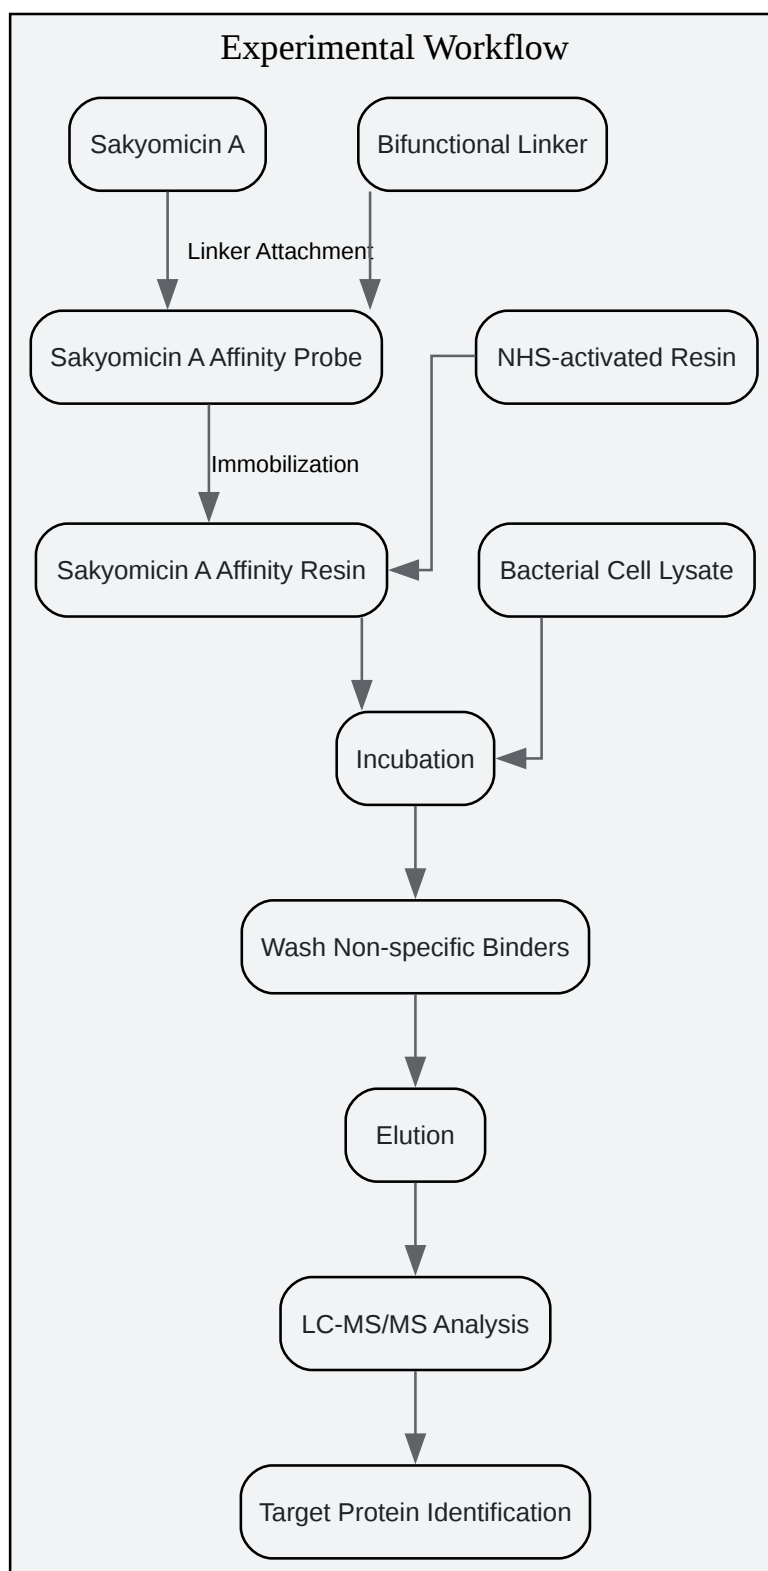 Experimental Workflow
Sakyomicin A
Bifunctional Linker
Linker Attachment
Sakyomicin A Affinity Probe
NHS-activated Resin
Immobilization
Sakyomicin A Affinity Resin
Bacterial Cell Lysate
Incubation
Wash Non-specific Binders
Elution
LC-MS/MS Analysis
Target Protein Identification